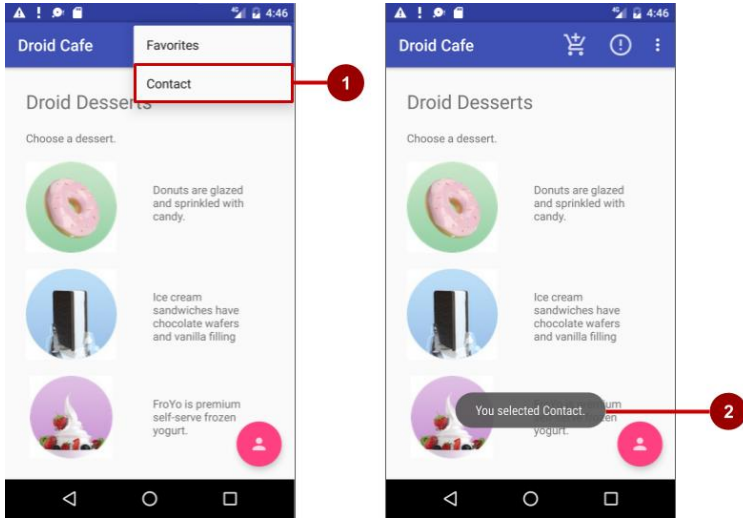 4:46
Droid Cafe
Favorites
Contact
1
Droid Desserts
Choose a dessert.
Donuts are glazed
and sprinkled with
candy.
Ice cream
sandwiches have
chocolate wafers
and vanilla filling
FroYo is premium
self-serve frozen
yogurt.
4:46
Droid Cafe
Droid Desserts
Choose a dessert.
Donuts are glazed
and sprinkled with
candy.
Ice cream
sandwiches have
chocolate wafers
and vanilla filling
You selected Contact.
2
yogurt.